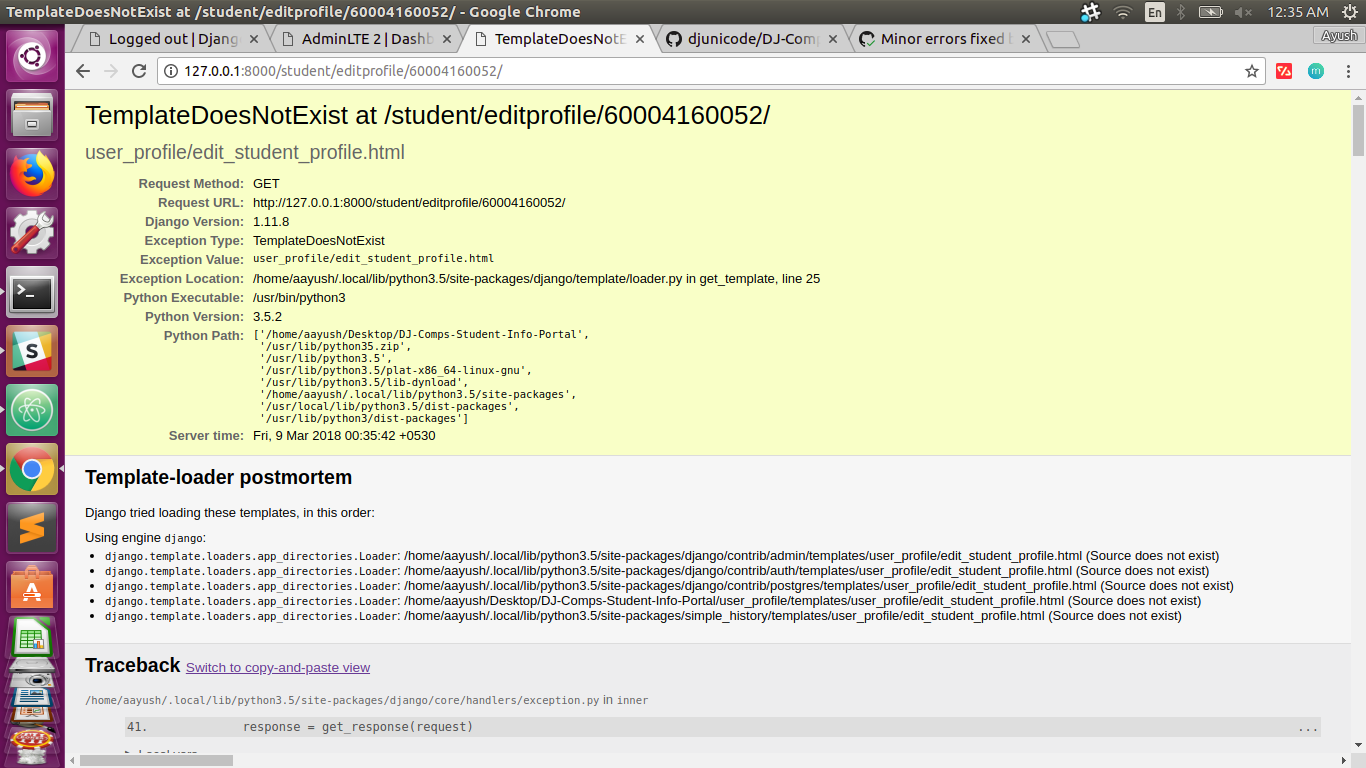 TemplateDoesNotExist at /student/editprofile/60004160052/ - Google Chrome
En
12:35 AM
Logged out | Djang
AdminLTE 2 | Dashb
TemplateDoesNotE
djunicode/DJ-Comp
Minor errors fixed b
Ayush
127.0.0.1:8000/student/editprofile/60004160052/
m
TemplateDoesNotExist at /student/editprofile/60004160052/
user_profile/edit_student_profile.html
Request Method: GET
Request URL: http://127.0.0.1:8000/student/editprofile/60004160052/
Django Version: 1.11.8
Exception Type: TemplateDoesNotExist
Exception Value: user_profile/edit_student_profile.html
Exception Location: /home/aayush/.local/lib/python3.5/site-packages/django/template/loader.py in get_template, line 25
Python Executable: /usr/bin/python3
Python Version: 3.5.2
Python Path: ['/home/aayush/Desktop/DJ-Comps-Student-Info-Portal',
'/usr/lib/python35.zip',
'/usr/lib/python3.5',
'/usr/lib/python3.5/plat-x86_64-linux-gnu',
'/usr/lib/python3.5/lib-dynload',
'/home/aayush/.local/lib/python3.5/site-packages',
'/usr/local/lib/python3.5/dist-packages',
'/usr/lib/python3/dist-packages']
Server time: Fri, 9 Mar 2018 00:35:42 +0530
Template-loader postmortem
Django tried loading these templates, in this order:
Using engine django:
• django.template.loaders.app_directories.Loader: /home/aayush/.local/lib/python3.5/site-packages/django/contrib/admin/templates/user_profile/edit_student_profile.html (Source does not exist)
• django.template.loaders.app_directories.Loader: /home/aayush/.local/lib/python3.5/site-packages/django/contrib/auth/templates/user_profile/edit_student_profile.html (Source does not exist)
• django.template.loaders.app_directories.Loader: /home/aayush/.local/lib/python3.5/site-packages/django/contrib/postgres/templates/user_profile/edit_student_profile.html (Source does not exist)
• django.template.loaders.app_directories.Loader: /home/aayush/Desktop/DJ-Comps-Student-Info-Portal/user_profile/templates/user_profile/edit_student_profile.html (Source does not exist)
• django.template.loaders.app_directories.Loader: /home/aayush/.local/lib/python3.5/site-packages/simple_history/templates/user_profile/edit_student_profile.html (Source does not exist)
Traceback Switch to copy-and-paste view
/home/aayush/.local/lib/python3.5/site-packages/django/core/handlers/exception.py in inner
41. response = get_response(request) ...